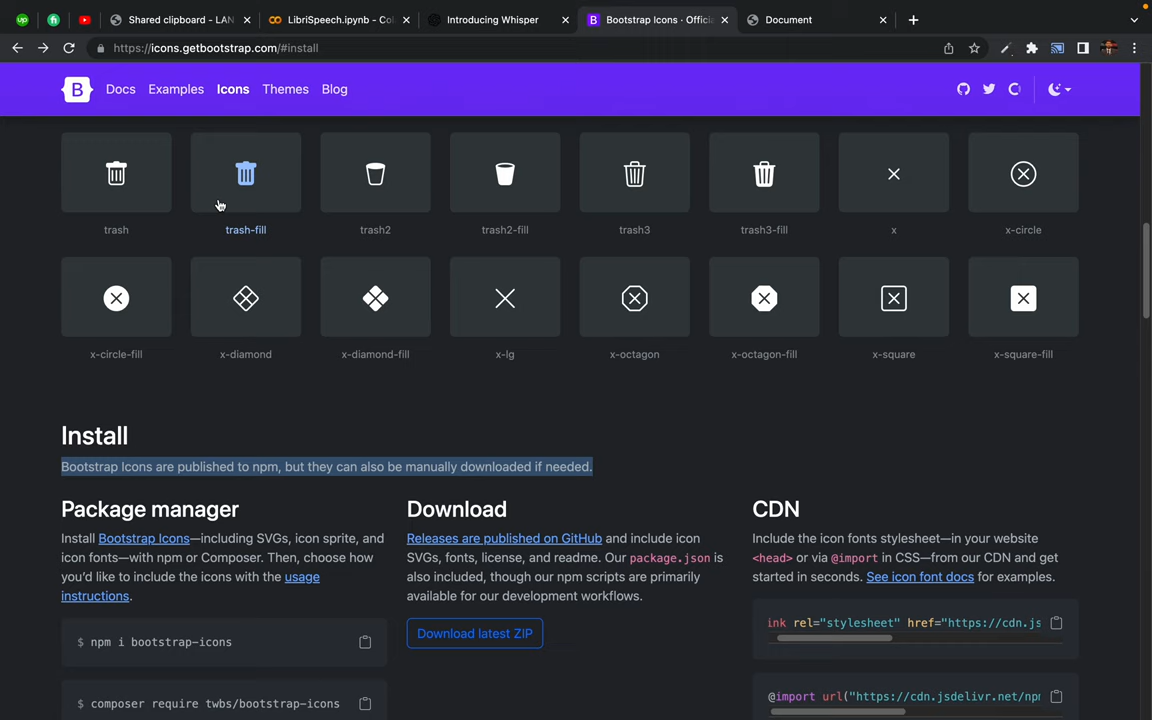 Shared clipboard - LAN
LibriSpeech.ipynb - Col
Introducing Whisper
Bootstrap Icons · Offici
Document
https://icons.getbootstrap.com/#install
B
Docs
Examples
Icons
Themes
Blog
trash
trash-fill
trash2
trash2-fill
trash3
trash3-fill
x
x-circle
x-circle-fill
x-diamond
x-diamond-fill
x-lg
x-octagon
x-octagon-fill
x-square
x-square-fill
Install
Bootstrap Icons are published to npm, but they can also be manually downloaded if needed.
Package manager
Install Bootstrap Icons—including SVGs, icon sprite, and
icon fonts—with npm or Composer. Then, choose how
you’d like to include the icons with the usage
instructions.
$ npm i bootstrap-icons
$ composer require twbs/bootstrap-icons
Download
Releases are published on GitHub and include icon
SVGs, fonts, license, and readme. Our package.json is
also included, though our npm scripts are primarily
available for our development workflows.
Download latest ZIP
CDN
Include the icon fonts stylesheet—in your website
<head> or via @import in CSS—from our CDN and get
started in seconds. See icon font docs for examples.
ink rel="stylesheet" href="https://cdn.js
@import url("https://cdn.jsdelivr.net/npm